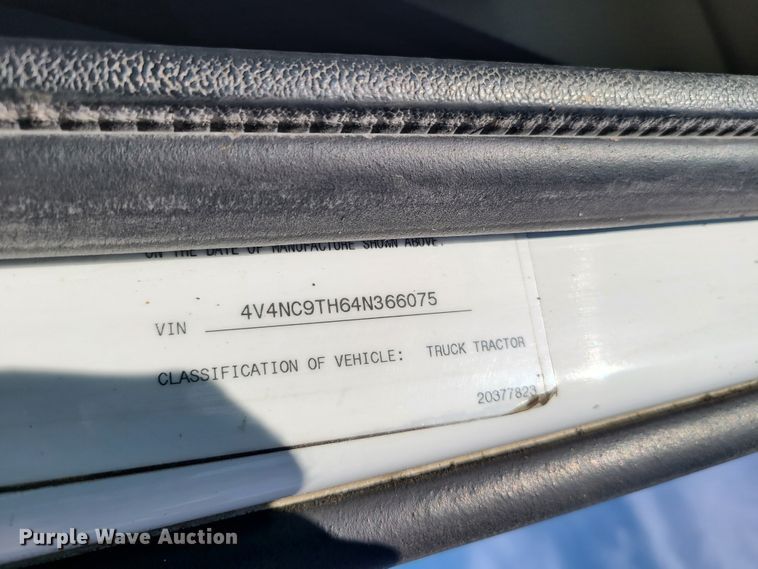 ON THE DATE OF MANUFACTURE SHOWN ABOVE.
VIN 4V4NC9TH64N366075
CLASSIFICATION OF VEHICLE: TRUCK TRACTOR
20377823
Purple Wave Auction